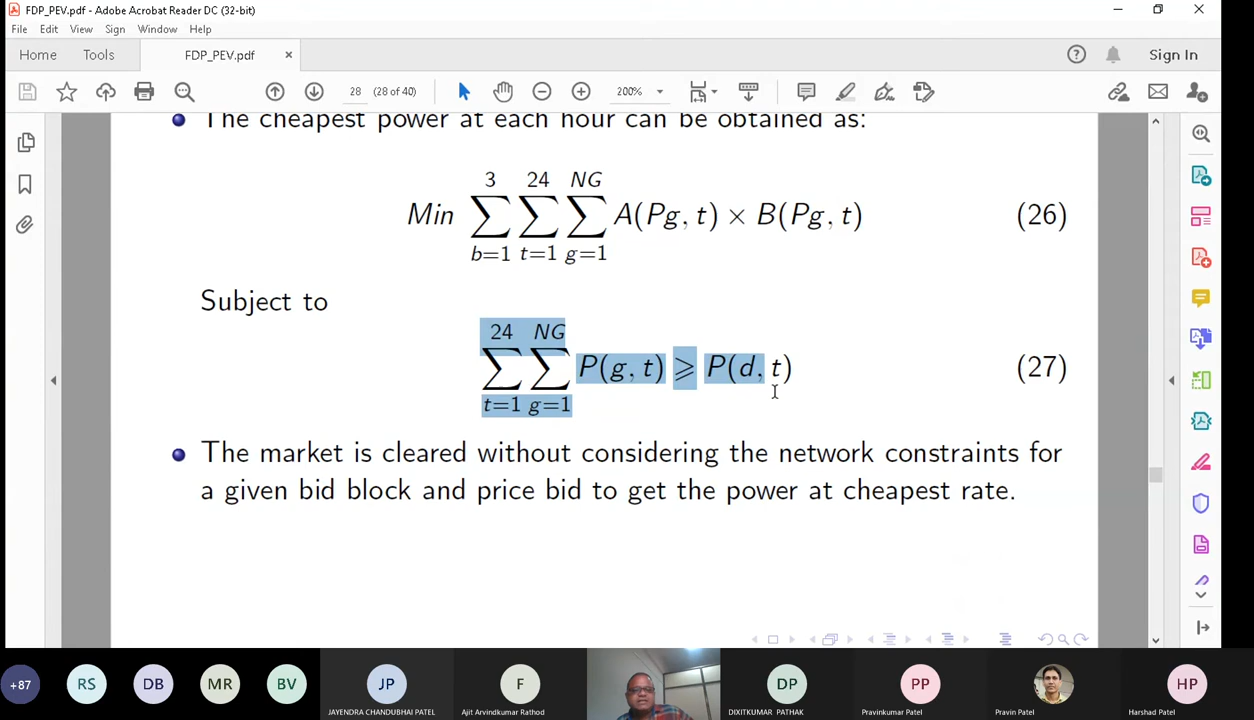 FDP_PEV.pdf - Adobe Acrobat Reader DC (32-bit)
File Edit View Sign Window Help
Home Tools FDP_PEV.pdf × Sign In
28 (28 of 40) 200%
The cheapest power at each hour can be obtained as:
3 24 NG
Min ∑ ∑ ∑ A(Pg, t) × B(Pg, t) (26)
b=1 t=1 g=1
Subject to
24 NG
∑ ∑ P(g, t) ⩾ P(d, t) (27)
t=1 g=1
The market is cleared without considering the network constraints for
a given bid block and price bid to get the power at cheapest rate.
+87 RS DB MR BV JP F DP PP HP
JAYENDRA CHANDUBHAI PATEL Ajit Arvindkumar Rathod DIXITKUMAR PATHAK Pravinkumar Patel Pravin Patel Harshad Patel